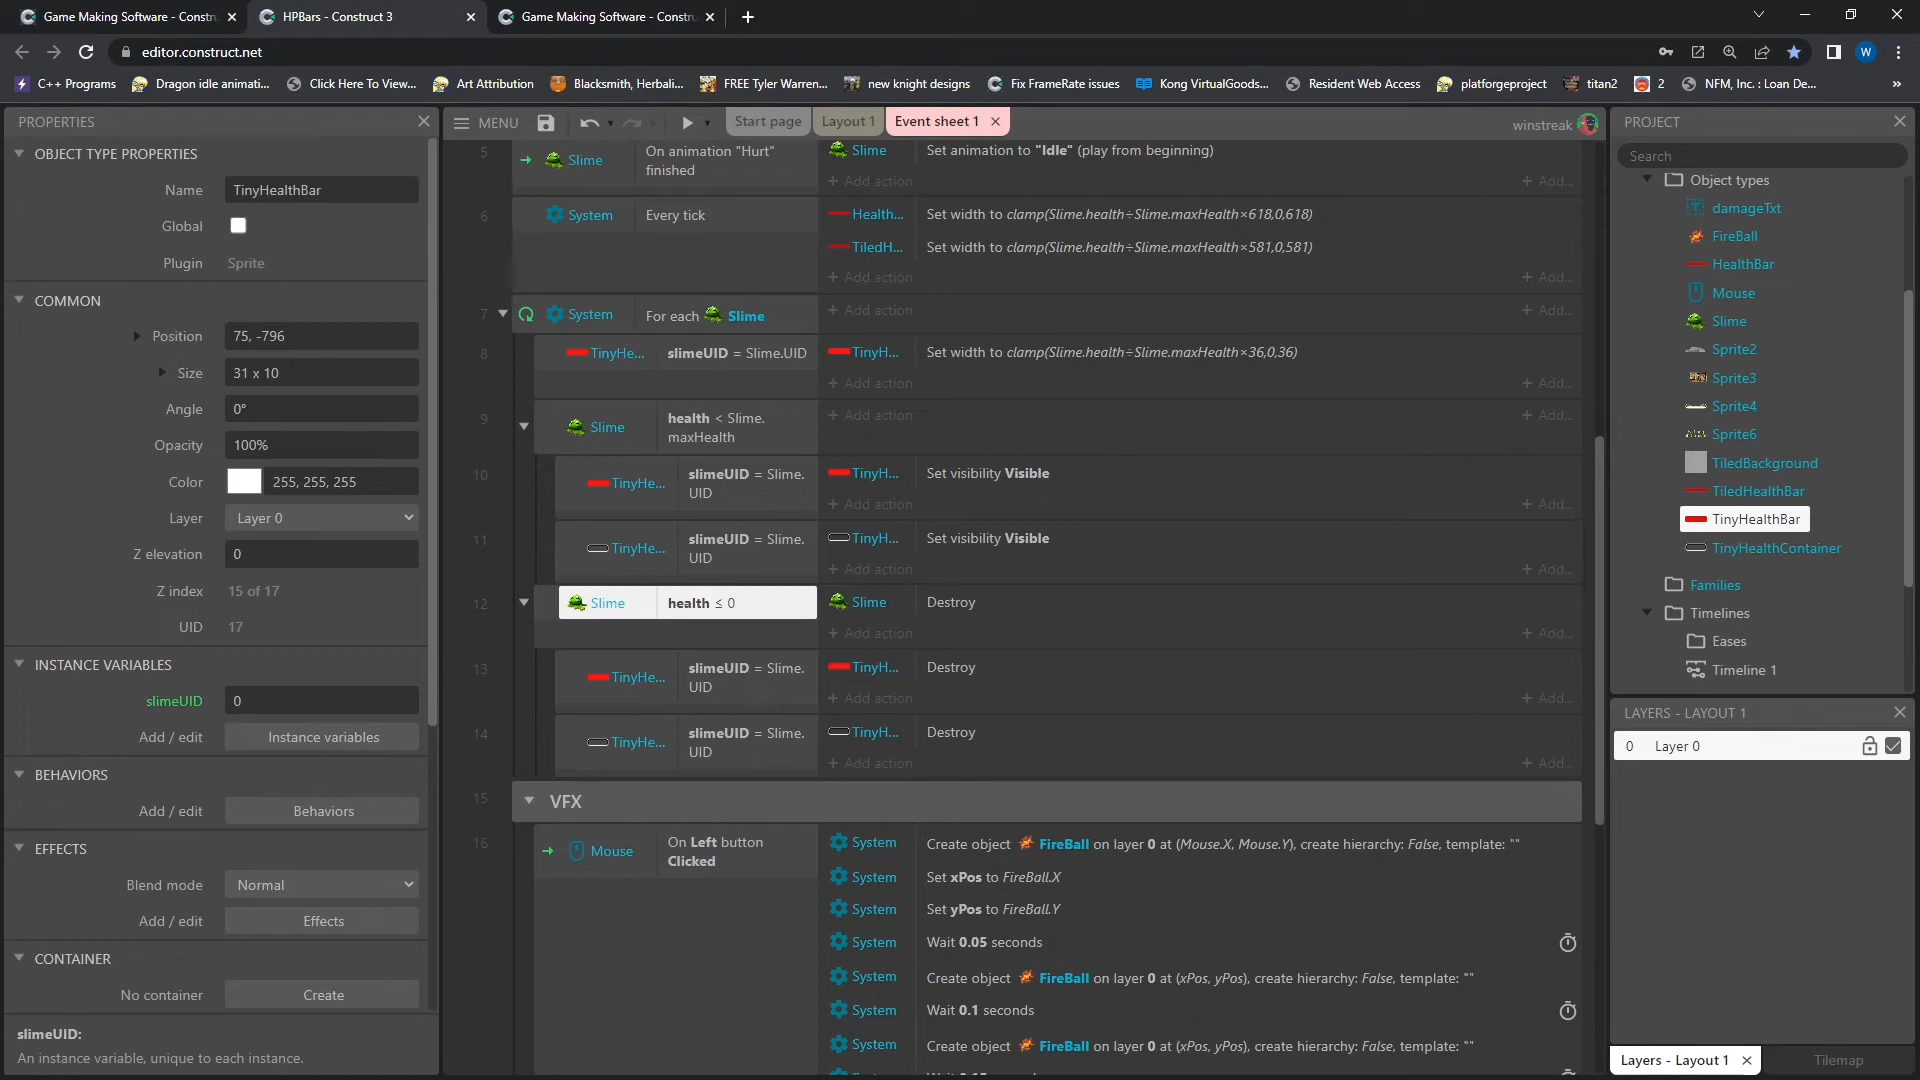 Game Making Software - Constru
HPBars - Construct 3
Game Making Software - Constru
editor.construct.net
W
C++ Programs
Dragon idle animati...
Click Here To View...
Art Attribution
Blacksmith, Herbali...
FREE Tyler Warren...
new knight designs
Fix FrameRate issues
Kong VirtualGoods...
Resident Web Access
platforgeproject
titan2
2
NFM, Inc. : Loan De...
»
PROPERTIES
OBJECT TYPE PROPERTIES
Name TinyHealthBar
Global
Plugin Sprite
COMMON
Position 75, -796
Size 31 x 10
Angle 0°
Opacity 100%
Color 255, 255, 255
Layer Layer 0
Z elevation 0
Z index 15 of 17
UID 17
INSTANCE VARIABLES
slimeUID 0
Add / edit Instance variables
BEHAVIORS
Add / edit Behaviors
EFFECTS
Blend mode Normal
Add / edit Effects
CONTAINER
No container Create
slimeUID:
An instance variable, unique to each instance.
MENU
Start page
Layout 1
Event sheet 1
winstreak
5 Slime On animation "Hurt" finished Slime Set animation to "Idle" (play from beginning)
+ Add action + Add...
6 System Every tick Health... Set width to clamp(Slime.health÷Slime.maxHealth×618,0,618)
TiledH... Set width to clamp(Slime.health÷Slime.maxHealth×581,0,581)
+ Add action + Add...
7 System For each Slime + Add action + Add...
8 TinyHe... slimeUID = Slime.UID TinyH... Set width to clamp(Slime.health÷Slime.maxHealth×36,0,36)
+ Add action + Add...
9 Slime health < Slime. maxHealth + Add action + Add...
10 TinyHe... slimeUID = Slime. UID TinyH... Set visibility Visible
+ Add action + Add...
11 TinyHe... slimeUID = Slime. UID TinyH... Set visibility Visible
+ Add action + Add...
12 Slime health ≤ 0 Slime Destroy
+ Add action + Add...
13 TinyHe... slimeUID = Slime. UID TinyH... Destroy
+ Add action + Add...
14 TinyHe... slimeUID = Slime. UID TinyH... Destroy
+ Add action + Add...
15 VFX
16 Mouse On Left button Clicked System Create object FireBall on layer 0 at (Mouse.X, Mouse.Y), create hierarchy: False, template: ""
System Set xPos to FireBall.X
System Set yPos to FireBall.Y
System Wait 0.05 seconds
System Create object FireBall on layer 0 at (xPos, yPos), create hierarchy: False, template: ""
System Wait 0.1 seconds
System Create object FireBall on layer 0 at (xPos, yPos), create hierarchy: False, template: ""
PROJECT
Search
Object types
damageTxt
FireBall
HealthBar
Mouse
Slime
Sprite2
Sprite3
Sprite4
Sprite6
TiledBackground
TiledHealthBar
TinyHealthBar
TinyHealthContainer
Families
Timelines
Eases
Timeline 1
LAYERS - LAYOUT 1
0 Layer 0
Layers - Layout 1
Tilemap